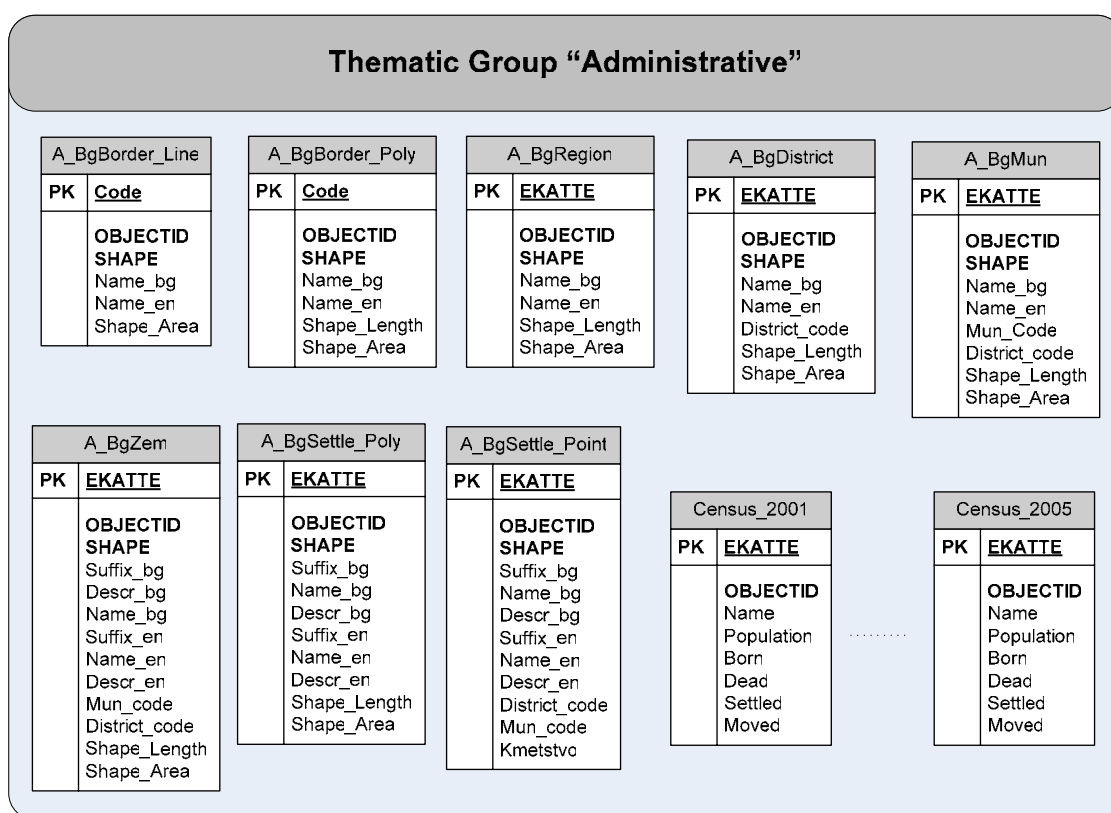 Thematic Group “Administrative”
A_BgBorder_Line
PK Code
OBJECTID
SHAPE
Name_bg
Name_en
Shape_Area
A_BgBorder_Poly
PK Code
OBJECTID
SHAPE
Name_bg
Name_en
Shape_Length
Shape_Area
A_BgRegion
PK EKATTE
OBJECTID
SHAPE
Name_bg
Name_en
Shape_Length
Shape_Area
A_BgDistrict
PK EKATTE
OBJECTID
SHAPE
Name_bg
Name_en
District_code
Shape_Length
Shape_Area
A_BgMun
PK EKATTE
OBJECTID
SHAPE
Name_bg
Name_en
Mun_Code
District_code
Shape_Length
Shape_Area
A_BgZem
PK EKATTE
OBJECTID
SHAPE
Suffix_bg
Descr_bg
Name_bg
Suffix_en
Name_en
Descr_en
Mun_code
District_code
Shape_Length
Shape_Area
A_BgSettle_Poly
PK EKATTE
OBJECTID
SHAPE
Suffix_bg
Name_bg
Descr_bg
Suffix_en
Name_en
Descr_en
Shape_Length
Shape_Area
A_BgSettle_Point
PK EKATTE
OBJECTID
SHAPE
Suffix_bg
Name_bg
Descr_bg
Suffix_en
Name_en
Descr_en
District_code
Mun_code
Kmetstvo
Census_2001
PK EKATTE
OBJECTID
Name
Population
Born
Dead
Settled
Moved
.........
Census_2005
PK EKATTE
OBJECTID
Name
Population
Born
Dead
Settled
Moved